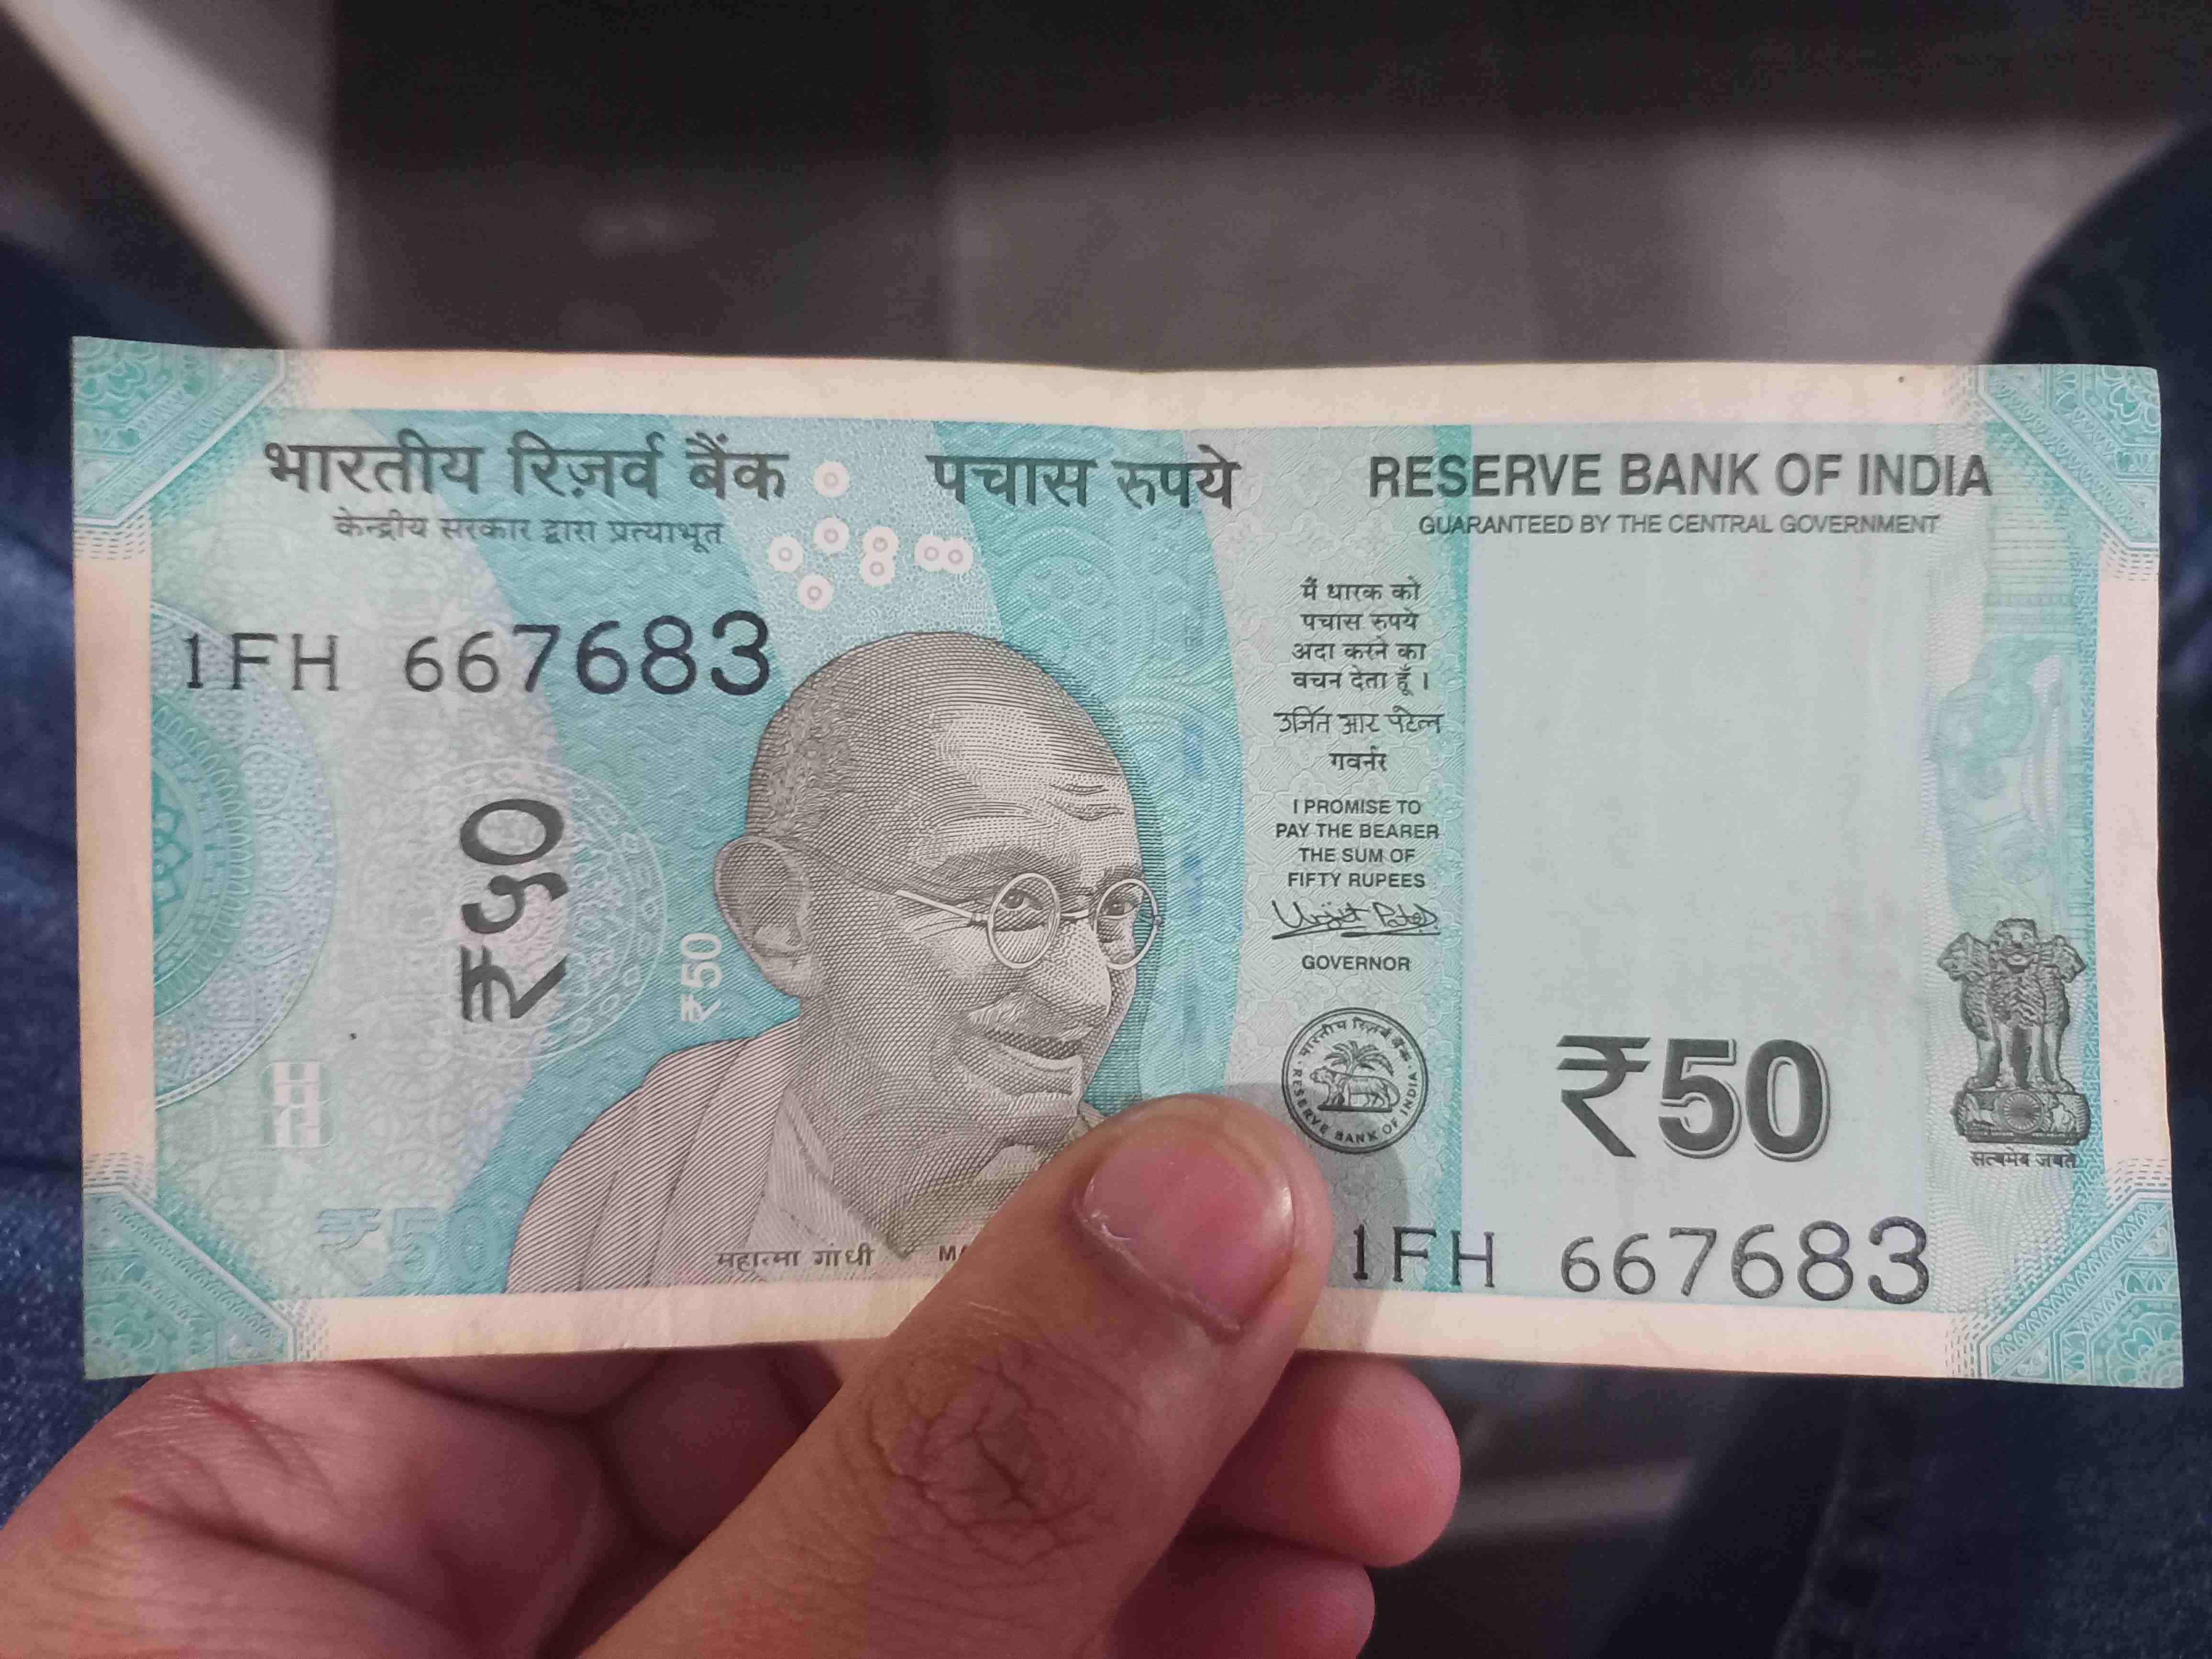 भारतीय रिज़र्व बैंक
केन्द्रीय सरकार द्वारा प्रत्याभूत
पचास रुपये
RESERVE BANK OF INDIA
GUARANTEED BY THE CENTRAL GOVERNMENT
1FH 667683
₹५०
₹50
मैं धारक को
पचास रुपये
अदा करने का
वचन देता हूँ ।
उर्जित आर पटेल
गवर्नर
I PROMISE TO
PAY THE BEARER
THE SUM OF
FIFTY RUPEES
Urjit Patel
GOVERNOR
भारतीय रिज़र्व बैंक
RESERVE BANK OF INDIA
₹50
सत्यमेव जयते
₹50
महात्मा गांधी
1FH 667683